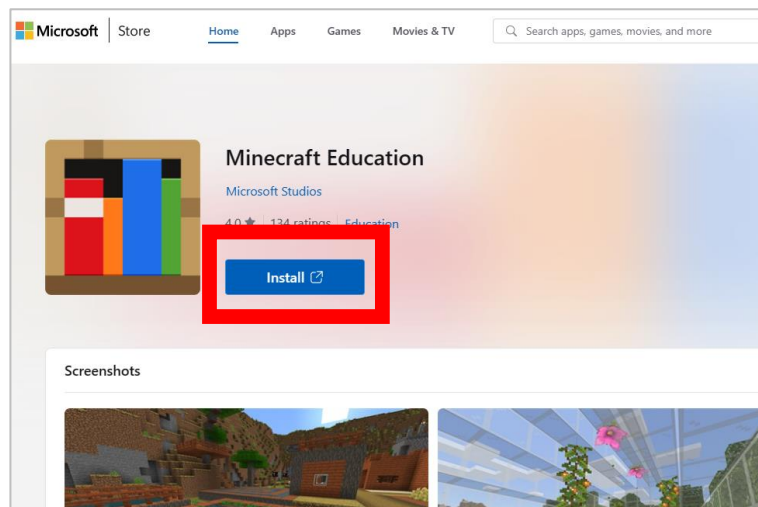 Microsoft | Store Home Apps Games Movies & TV Search apps, games, movies, and more
Minecraft Education
Microsoft Studios
4.0 ★ | 134 ratings | Education
Install
Screenshots